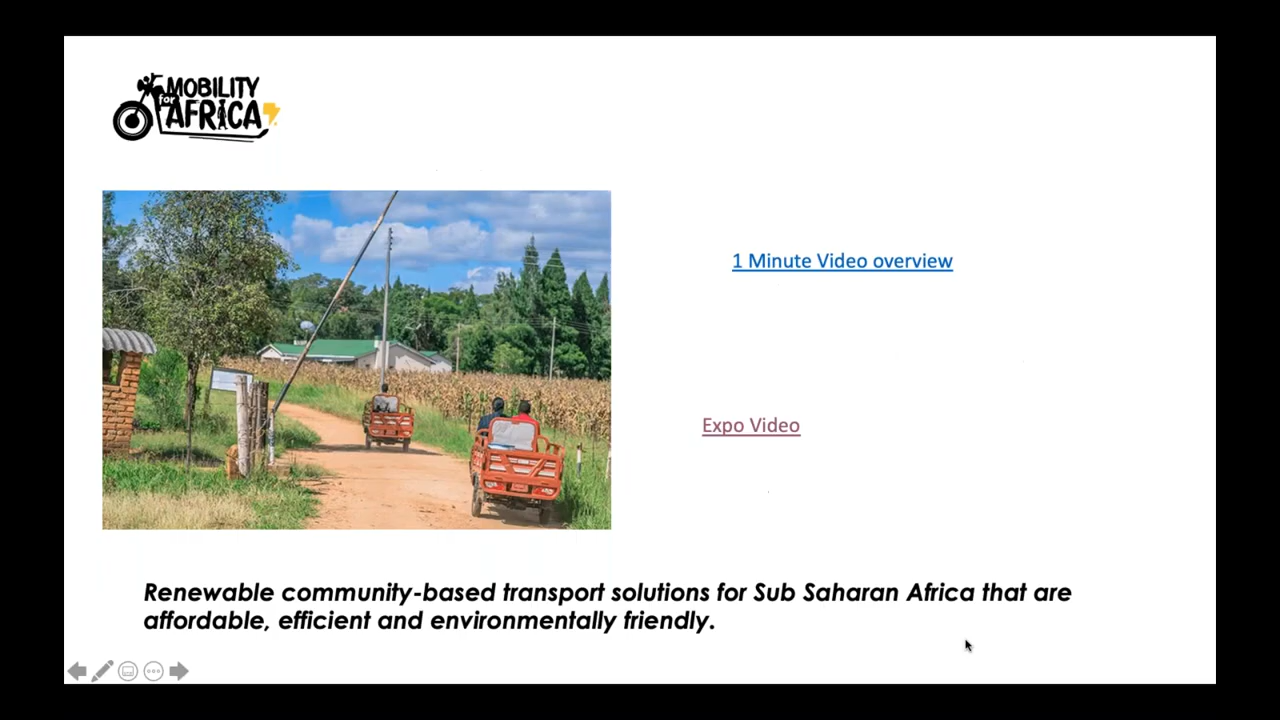 MOBILITY
for
AFRICA
1 Minute Video overview
Expo Video
Renewable community-based transport solutions for Sub Saharan Africa that are
affordable, efficient and environmentally friendly.